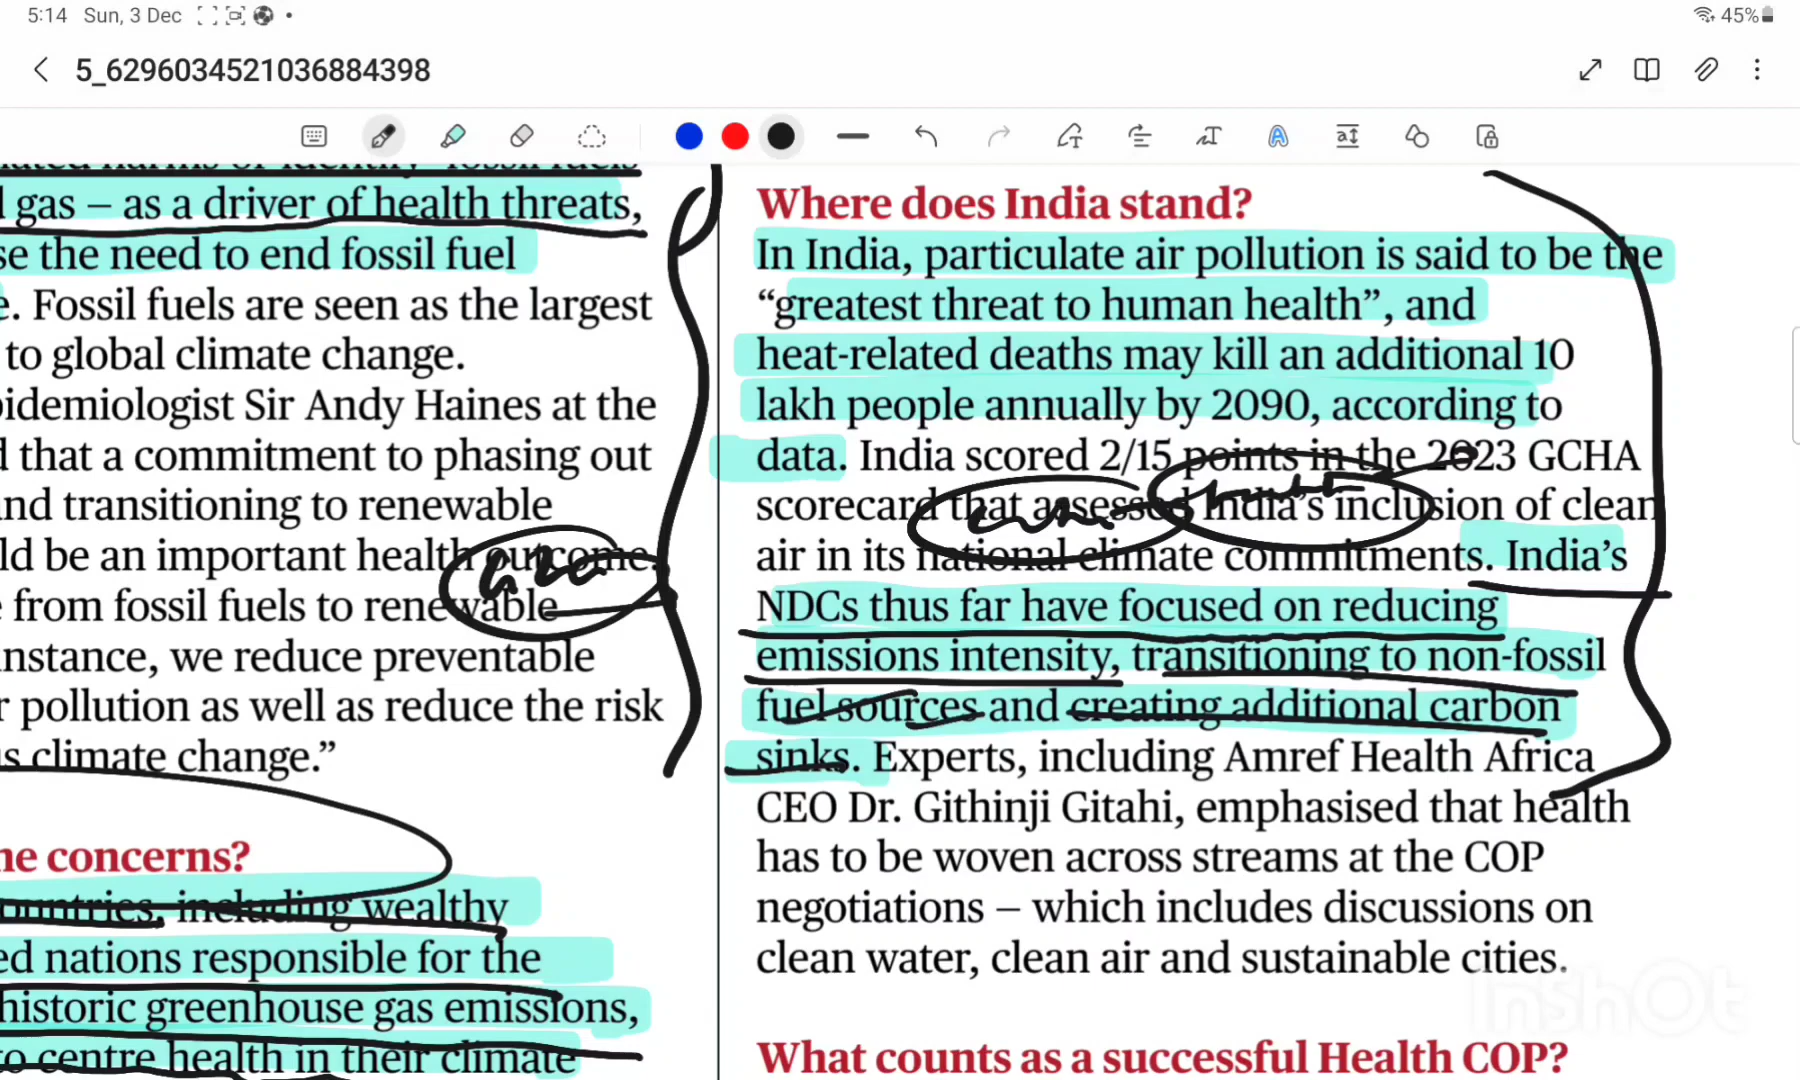 5:14 Sun, 3 Dec
45%
5_6296034521036884398
gas – as a driver of health threats,
se the need to end fossil fuel
e. Fossil fuels are seen as the largest
to global climate change.
pidemiologist Sir Andy Haines at the
d that a commitment to phasing out
and transitioning to renewable
ld be an important health outcome.
from fossil fuels to renewable
instance, we reduce preventable
r pollution as well as reduce the risk
s climate change.”
ne concerns?
ountries, including wealthy
ed nations responsible for the
historic greenhouse gas emissions,
to centre health in their climate
Where does India stand?
In India, particulate air pollution is said to be the
“greatest threat to human health”, and
heat-related deaths may kill an additional 10
lakh people annually by 2090, according to
data. India scored 2/15 points in the 2023 GCHA
scorecard that assessed India’s inclusion of clean
air in its national climate commitments. India’s
NDCs thus far have focused on reducing
emissions intensity, transitioning to non-fossil
fuel sources and creating additional carbon
sinks. Experts, including Amref Health Africa
CEO Dr. Githinji Gitahi, emphasised that health
has to be woven across streams at the COP
negotiations – which includes discussions on
clean water, clean air and sustainable cities.
InShOt
What counts as a successful Health COP?